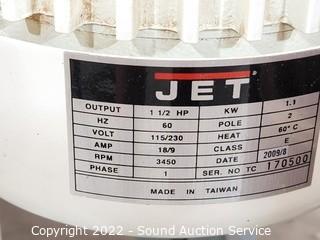 JET
OUTPUT 1 1/2 HP KW 1.1
HZ 60 POLE 2
VOLT 115/230 HEAT 60° C
AMP 18/9 CLASS E
RPM 3450 DATE 2009/8
PHASE 1 SER. NO TC 170500
MADE IN TAIWAN
Copyright 2022 - Sound Auction Service